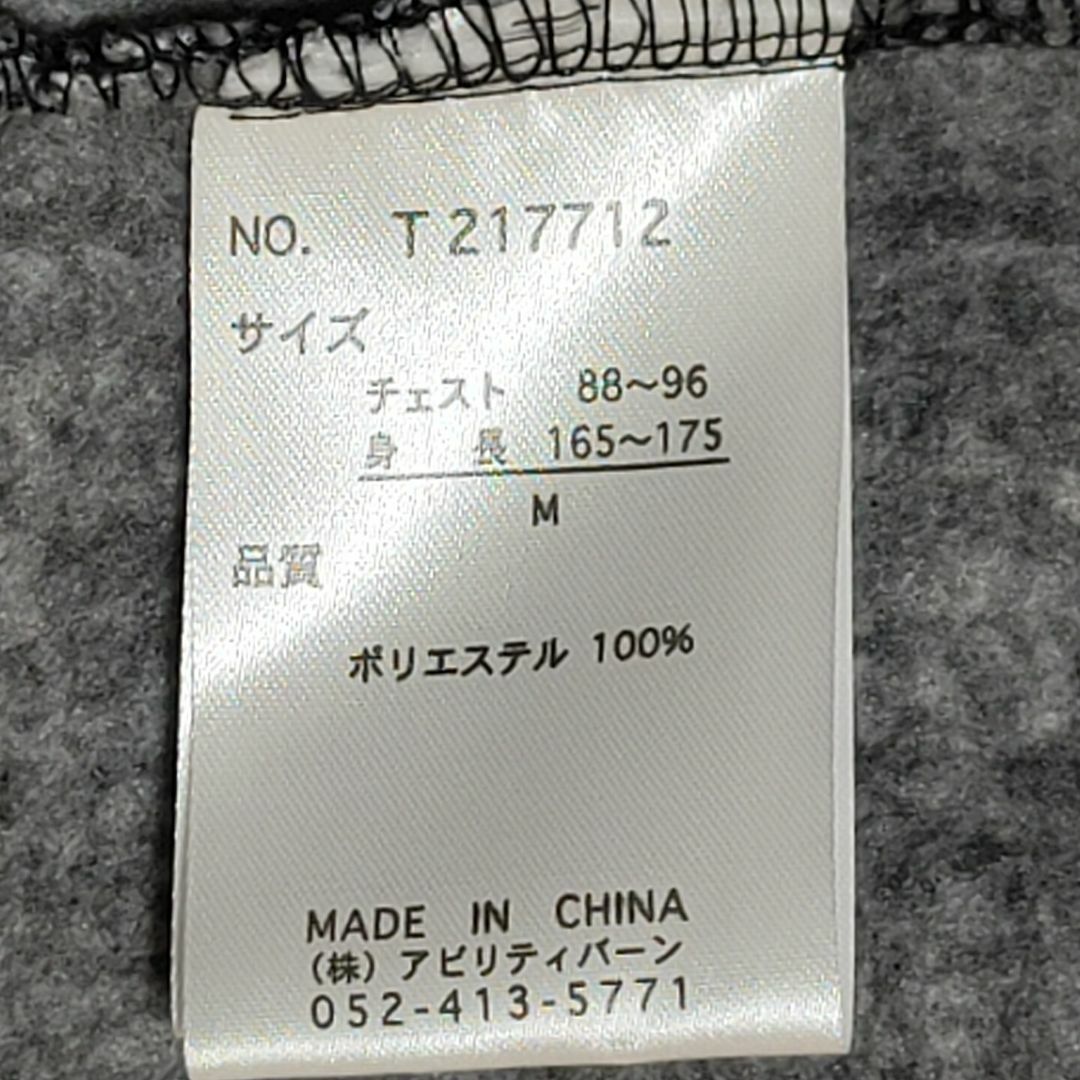 NO. T217712
サイズ
チェスト 88~96
身長 165~175
M
品質
ポリエステル 100%
MADE IN CHINA
(株)アビリティバーン
052-413-5771